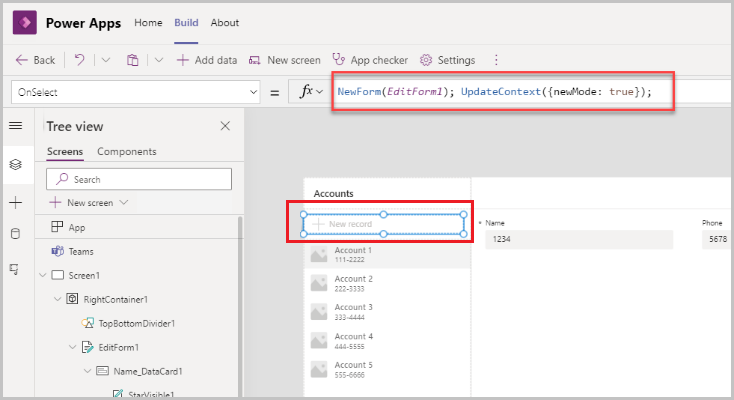 Power Apps Home Build About
Back Add data New screen App checker Settings
OnSelect = fx NewForm(EditForm1); UpdateContext({newMode: true});
Tree view
Screens Components
Search
New screen
App
Teams
Screen1
RightContainer1
TopBottomDivider1
EditForm1
Name_DataCard1
StarVisible1
Accounts
New record
Account 1
111-2222
Account 2
222-3333
Account 3
333-4444
Account 4
444-5555
Account 5
555-6666
* Name Phone
1234 5678